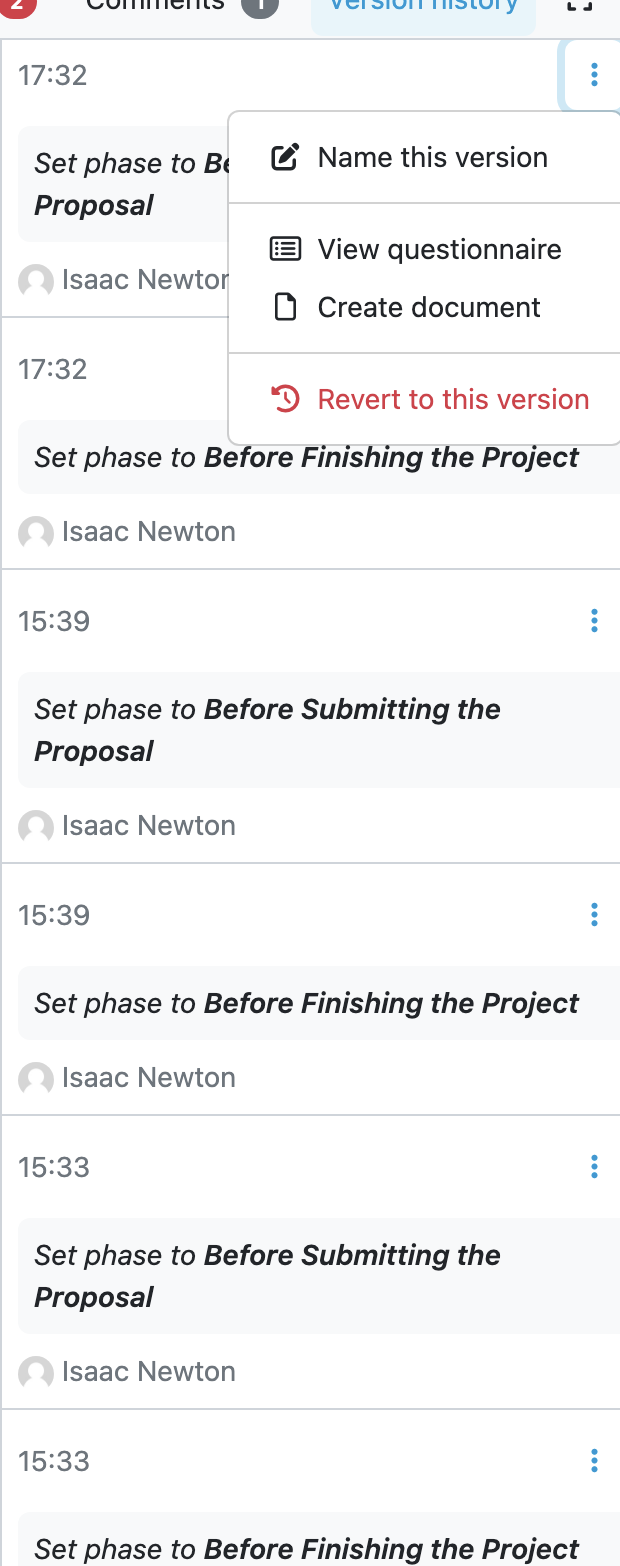 2 Comments 1 Version history
17:32
Name this version
Set phase to
Proposal
View questionnaire
Isaac Newton
Create document
17:32
Revert to this version
Set phase to Before Finishing the Project
Isaac Newton
15:39
Set phase to Before Submitting the
Proposal
Isaac Newton
15:39
Set phase to Before Finishing the Project
Isaac Newton
15:33
Set phase to Before Submitting the
Proposal
Isaac Newton
15:33
Set phase to Before Finishing the Project